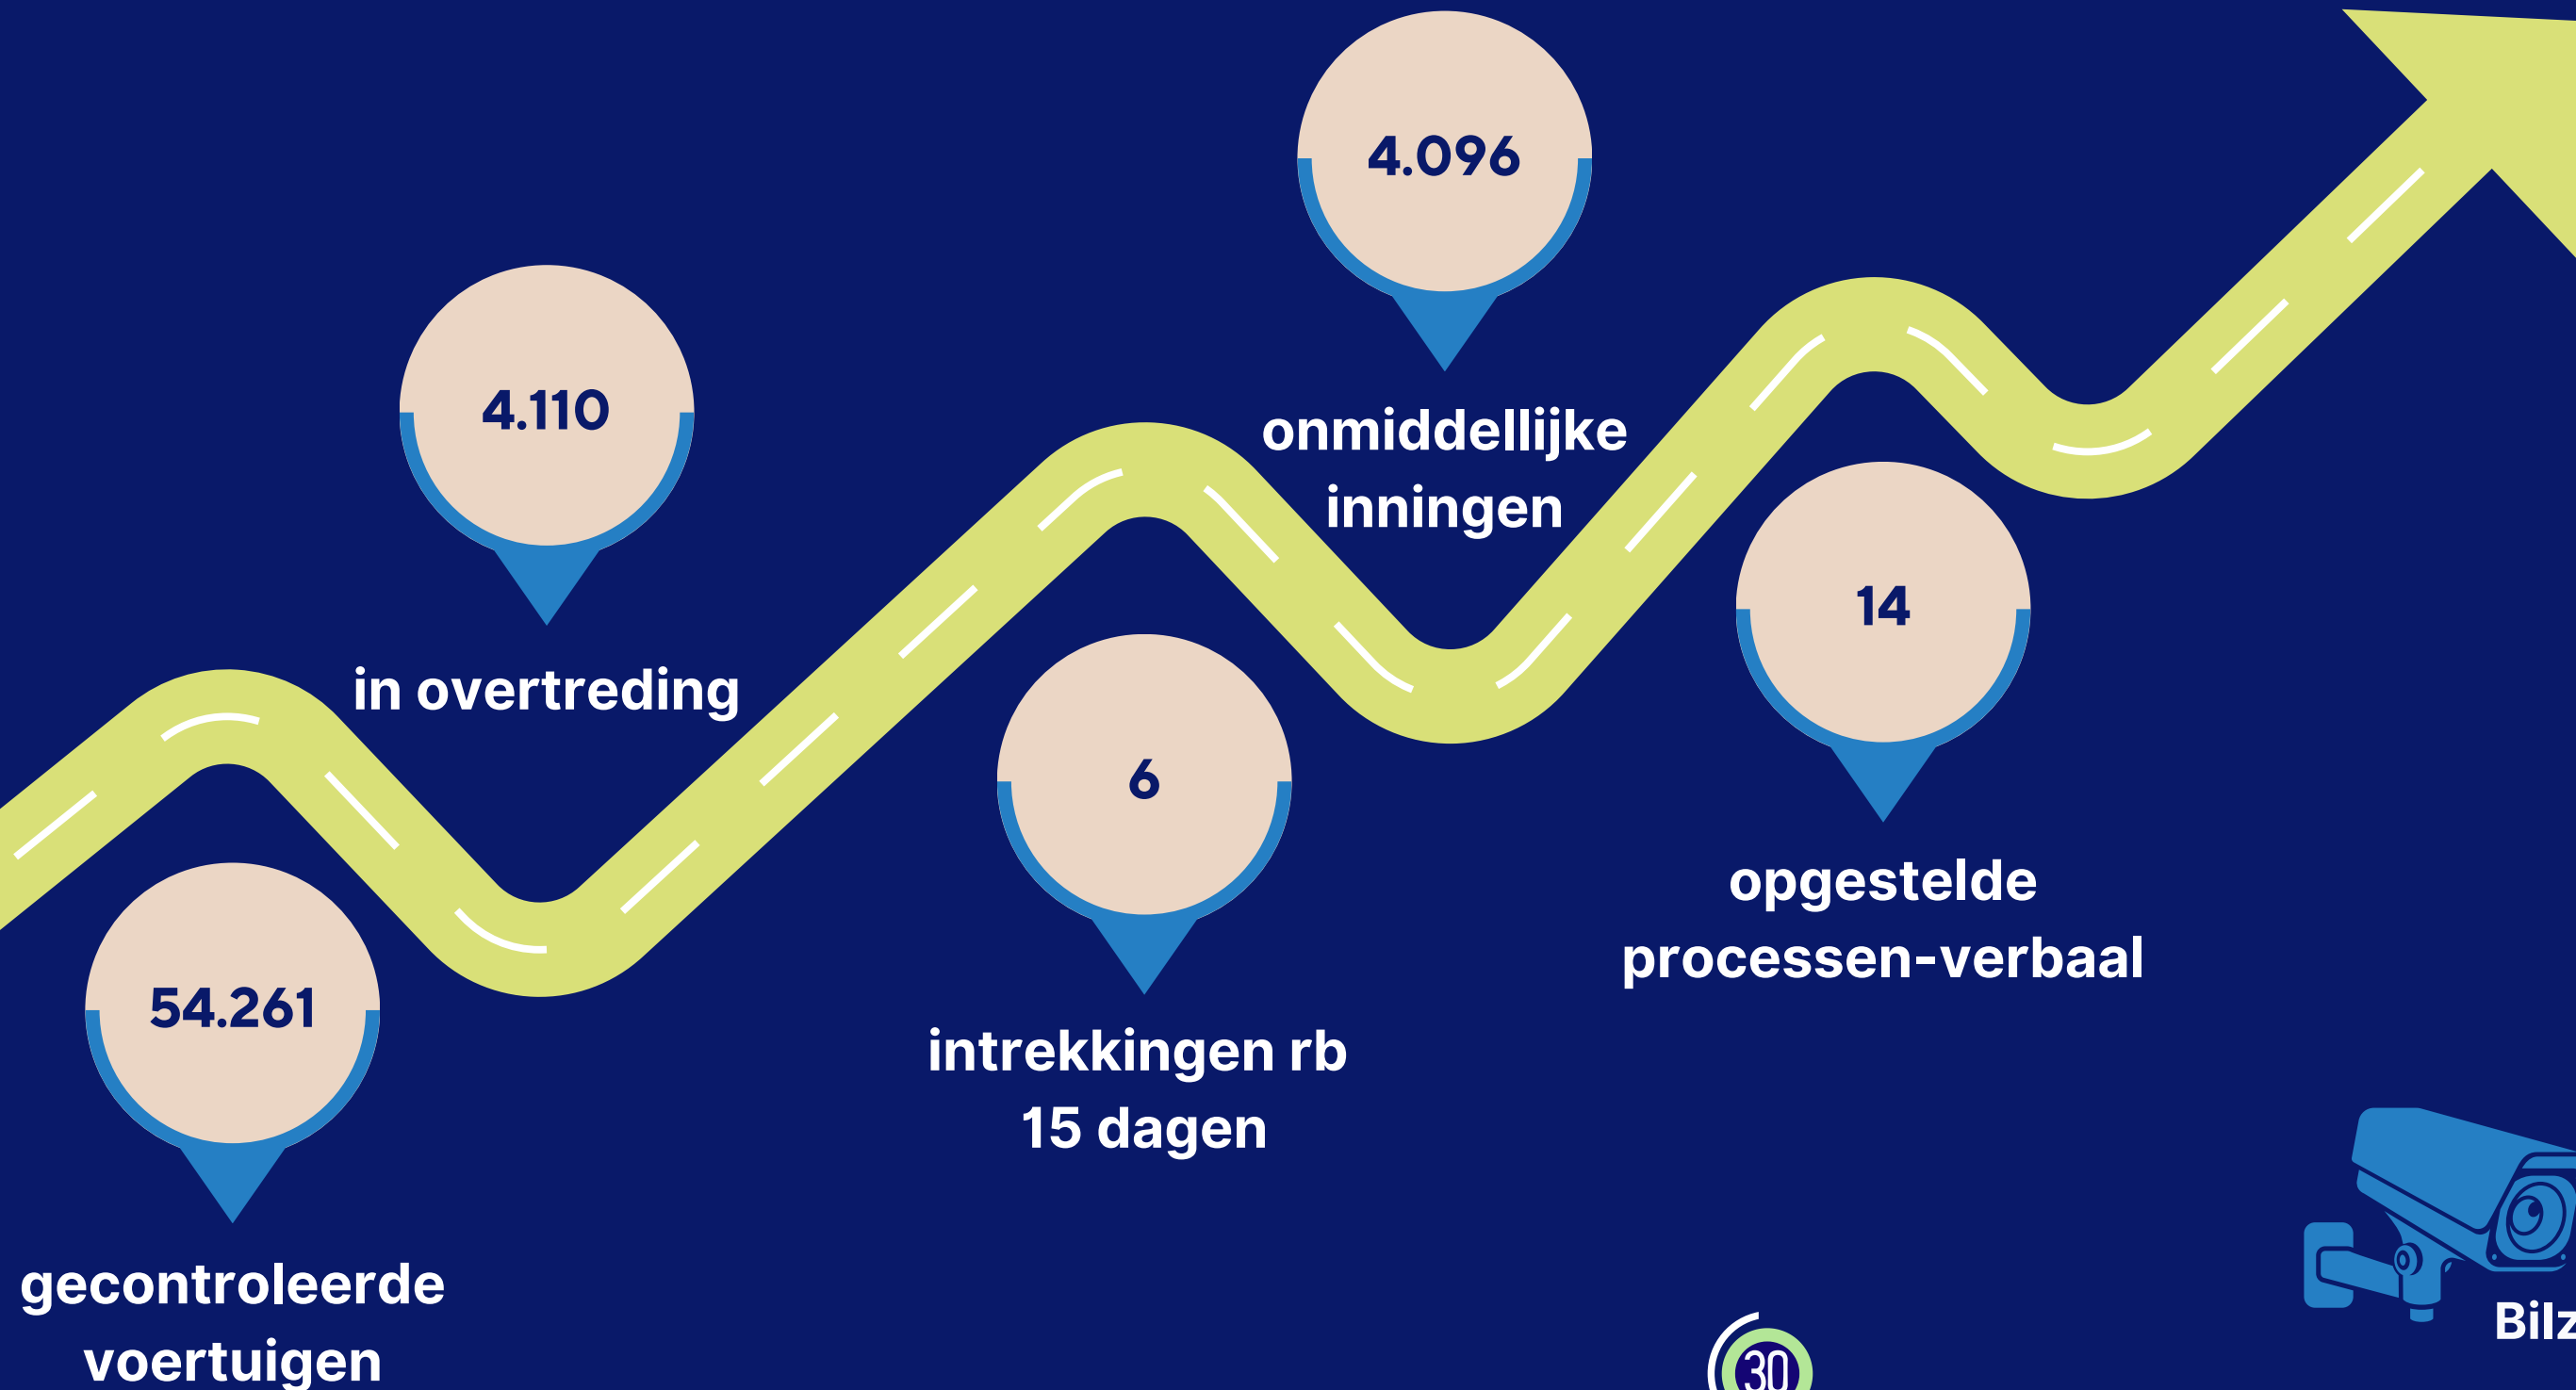 4.096
onmiddellijke
inningen
4.110
in overtreding
14
opgestelde
processen-verbaal
6
intrekkingen rb
15 dagen
54.261
gecontroleerde
voertuigen
Bilz
30